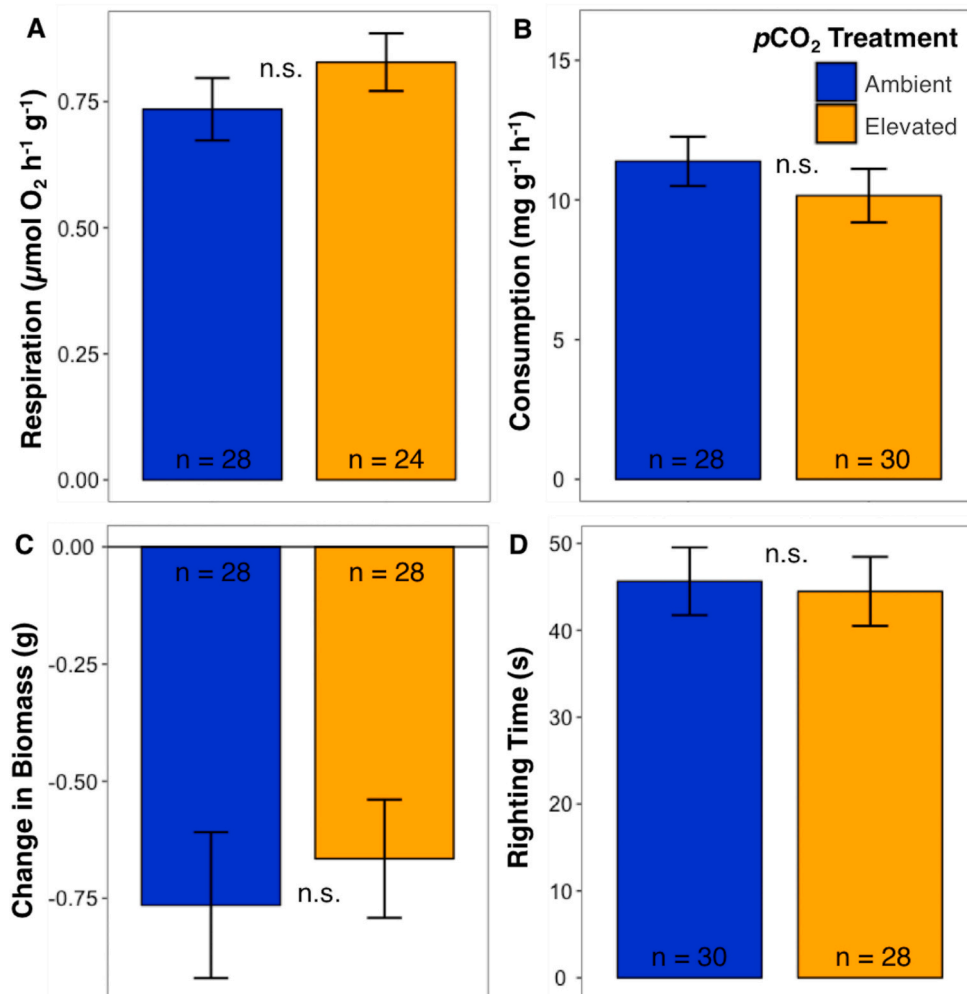 A
Respiration (µmol O₂ h⁻¹ g⁻¹)
0.75
0.50
0.25
0.00
n.s.
n = 28
n = 24
B
pCO₂ Treatment
Ambient
Elevated
Consumption (mg g⁻¹ h⁻¹)
15
10
5
0
n.s.
n = 28
n = 30
C
Change in Biomass (g)
0.00
-0.25
-0.50
-0.75
n = 28
n = 28
n.s.
D
Righting Time (s)
50
40
30
20
10
0
n.s.
n = 30
n = 28